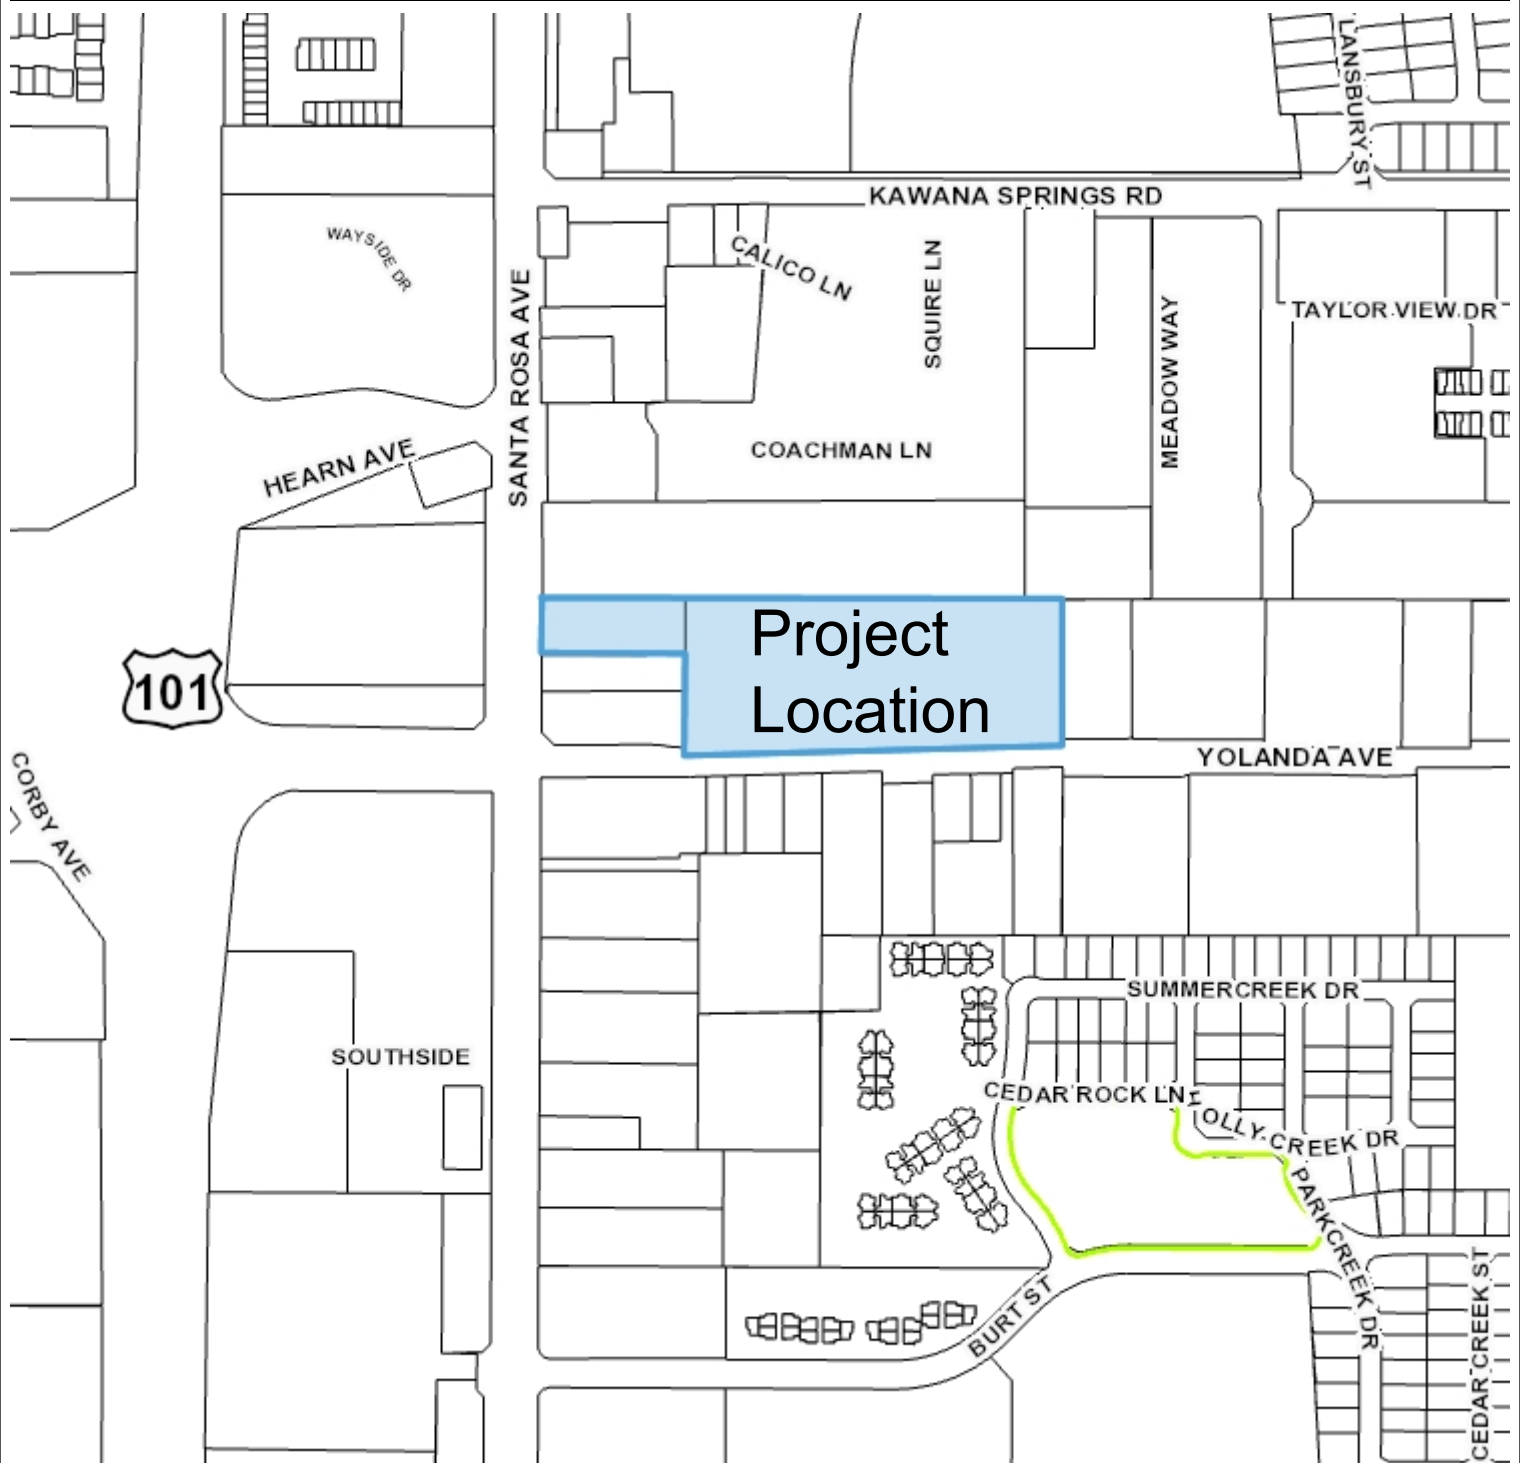 LANSBURY ST
KAWANA SPRINGS RD
WAYSIDE DR
CALICO LN
SQUIRE LN
SANTA ROSA AVE
MEADOW WAY
TAYLOR VIEW DR
HEARN AVE
COACHMAN LN
Project
Location
101
YOLANDA AVE
CORBY AVE
SUMMERCREEK DR
SOUTHSIDE
CEDAR ROCK LN
HOLLY CREEK DR
PARKCREEK DR
BURT ST
CEDAR CREEK ST